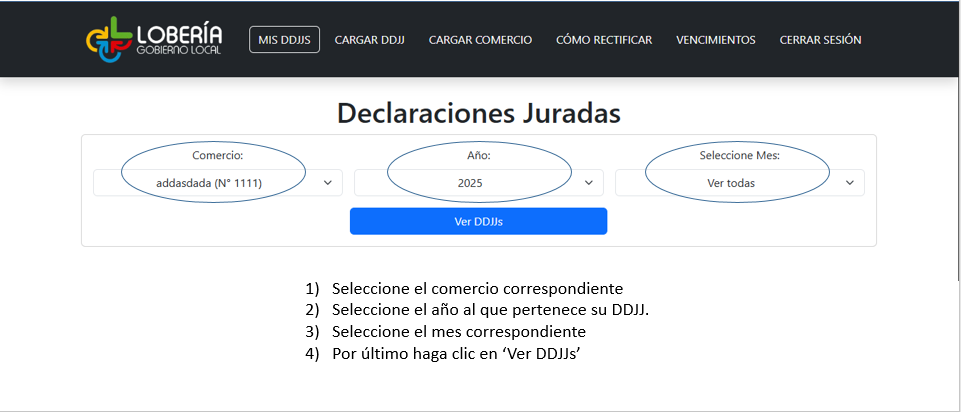 LOBERÍA
GOBIERNO LOCAL
MIS DDJJS
CARGAR DDJJ
CARGAR COMERCIO
CÓMO RECTIFICAR
VENCIMIENTOS
CERRAR SESIÓN
Declaraciones Juradas
Comercio:
Año:
Seleccione Mes:
addasdada (N° 1111)
2025
Ver todas
Ver DDJJs
1) Seleccione el comercio correspondiente
2) Seleccione el año al que pertenece su DDJJ.
3) Seleccione el mes correspondiente
4) Por último haga clic en ‘Ver DDJJs’